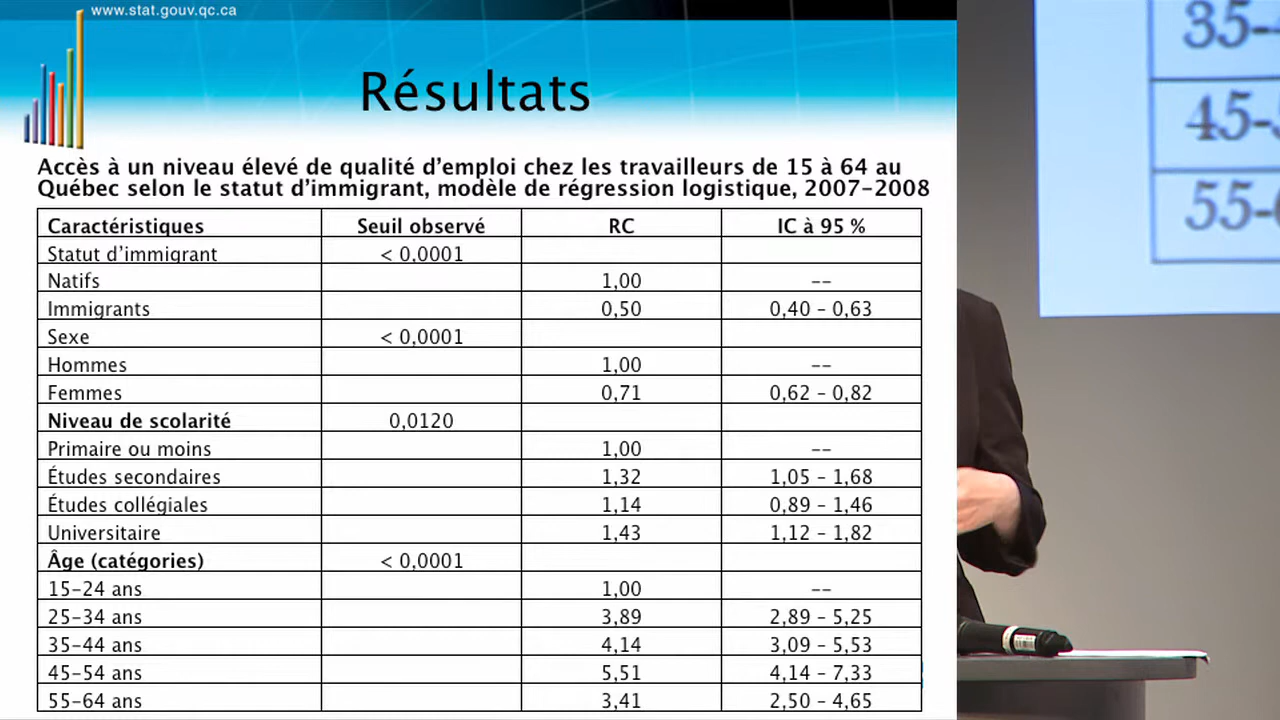 www.stat.gouv.qc.ca
Résultats
Accès à un niveau élevé de qualité d’emploi chez les travailleurs de 15 à 64 au
Québec selon le statut d’immigrant, modèle de régression logistique, 2007-2008
Caractéristiques Seuil observé RC IC à 95 %
Statut d’immigrant < 0,0001
Natifs 1,00 --
Immigrants 0,50 0,40 - 0,63
Sexe < 0,0001
Hommes 1,00 --
Femmes 0,71 0,62 - 0,82
Niveau de scolarité 0,0120
Primaire ou moins 1,00 --
Études secondaires 1,32 1,05 - 1,68
Études collégiales 1,14 0,89 - 1,46
Universitaire 1,43 1,12 - 1,82
Âge (catégories) < 0,0001
15-24 ans 1,00 --
25-34 ans 3,89 2,89 - 5,25
35-44 ans 4,14 3,09 - 5,53
45-54 ans 5,51 4,14 - 7,33
55-64 ans 3,41 2,50 - 4,65
35-
45-
55-